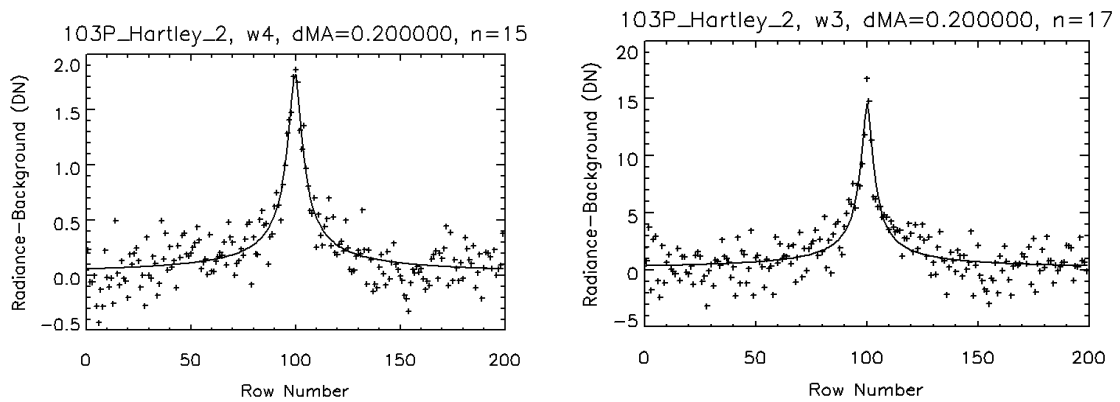 103P_Hartley_2, w4, dMA=0.200000, n=15
Radiance-Background (DN)
2.0
1.5
1.0
0.5
0.0
-0.5
0 50 100 150 200
Row Number
103P_Hartley_2, w3, dMA=0.200000, n=17
Radiance-Background (DN)
20
15
10
5
0
-5
0 50 100 150 200
Row Number